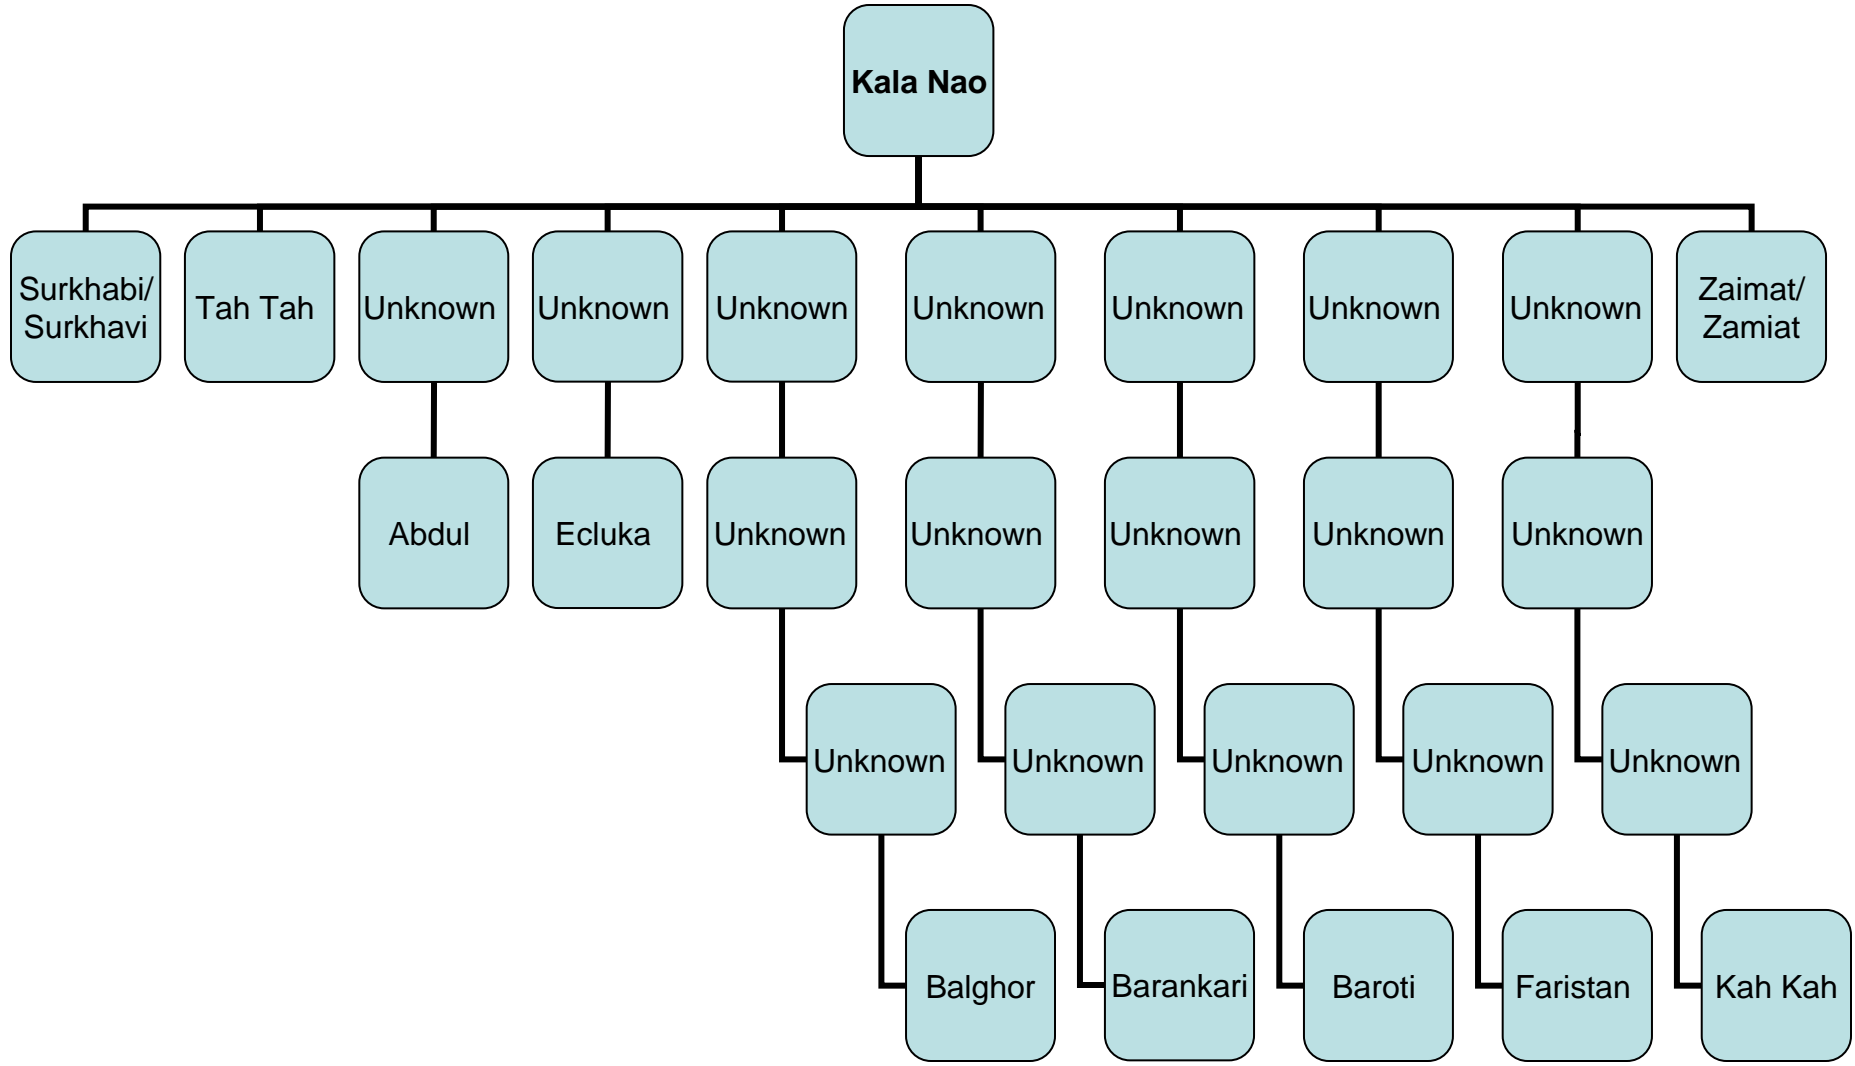 Kala Nao
Surkhabi/
Surkhavi
Tah Tah
Unknown
Unknown
Unknown
Unknown
Unknown
Unknown
Unknown
Zaimat/
Zamiat
Abdul
Ecluka
Unknown
Unknown
Unknown
Unknown
Unknown
Unknown
Unknown
Unknown
Unknown
Unknown
Balghor
Barankari
Baroti
Faristan
Kah Kah